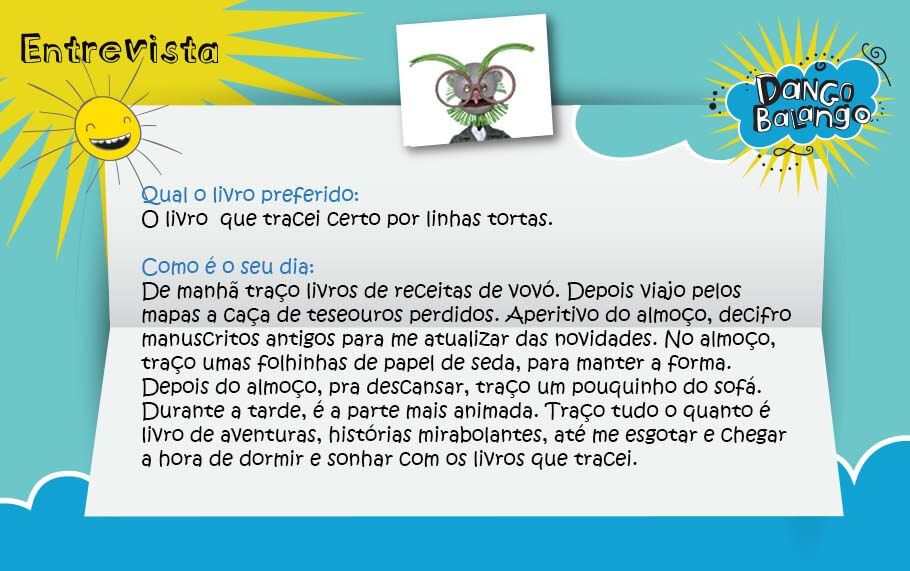 Entrevista
DANGO
BALANGO
Qual o livro preferido:
O livro que tracei certo por linhas tortas.
Como é o seu dia:
De manhã traço livros de receitas de vovó. Depois viajo pelos
mapas a caça de teseouros perdidos. Aperitivo do almoço, decifro
manuscritos antigos para me atualizar das novidades. No almoço,
traço umas folhinhas de papel de seda, para manter a forma.
Depois do almoço, pra descansar, traço um pouquinho do sofá.
Durante a tarde, é a parte mais animada. Traço tudo o quanto é
livro de aventuras, histórias mirabolantes, até me esgotar e chegar
a hora de dormir e sonhar com os livros que tracei.